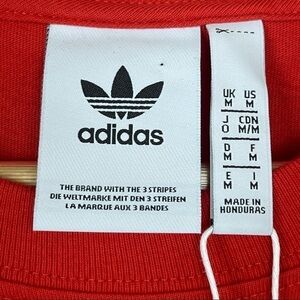 adidas
THE BRAND WITH THE 3 STRIPES
DIE WELTMARKE MIT DEN 3 STREIFEN
LA MARQUE AUX 3 BANDES
UK US
M M
J CDN
O M/M
D F
M M
E I
M M
MADE IN
HONDURAS